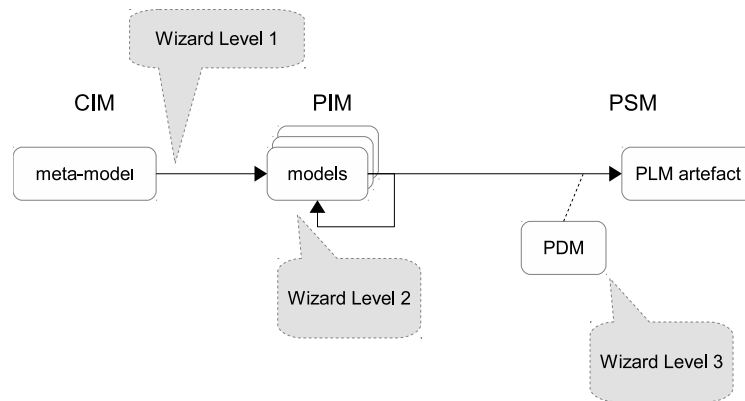 Wizard Level 1
CIM
PIM
PSM
meta-model
models
PLM artefact
PDM
Wizard Level 2
Wizard Level 3